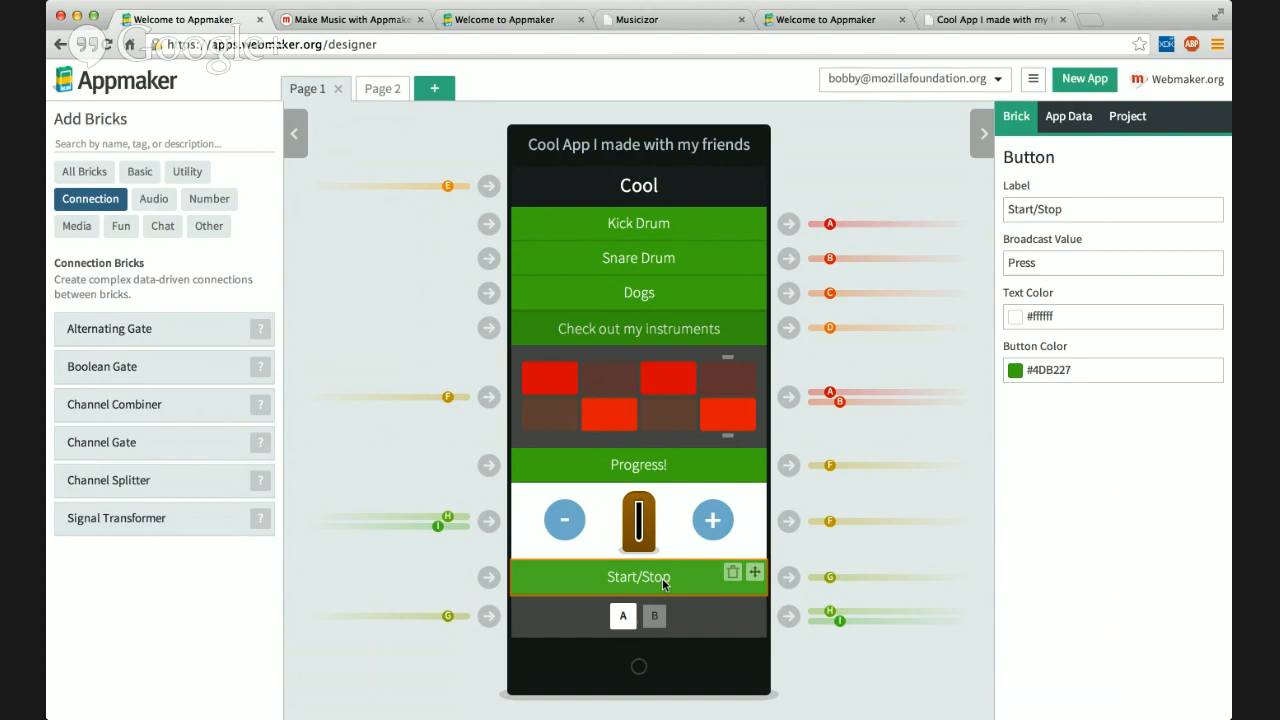 Welcome to Appmaker
Make Music with Appmake
Welcome to Appmaker
Musicizor
Welcome to Appmaker
Cool App I made with my f
https://apps.webmaker.org/designer
XDK
ABP
Google+
Appmaker
Page 1
Page 2
+
bobby@mozillafoundation.org
New App
m Webmaker.org
Add Bricks
Search by name, tag, or description...
All Bricks
Basic
Utility
Connection
Audio
Number
Media
Fun
Chat
Other
Connection Bricks
Create complex data-driven connections
between bricks.
Alternating Gate ?
Boolean Gate ?
Channel Combiner ?
Channel Gate ?
Channel Splitter ?
Signal Transformer ?
Cool App I made with my friends
E
Cool
Kick Drum
A
Snare Drum
B
Dogs
C
Check out my instruments
D
F
A
B
Progress!
F
H
I
-
+
F
Start/Stop
G
G
A
B
H
I
Brick
App Data
Project
Button
Label
Start/Stop
Broadcast Value
Press
Text Color
#ffffff
Button Color
#4DB227